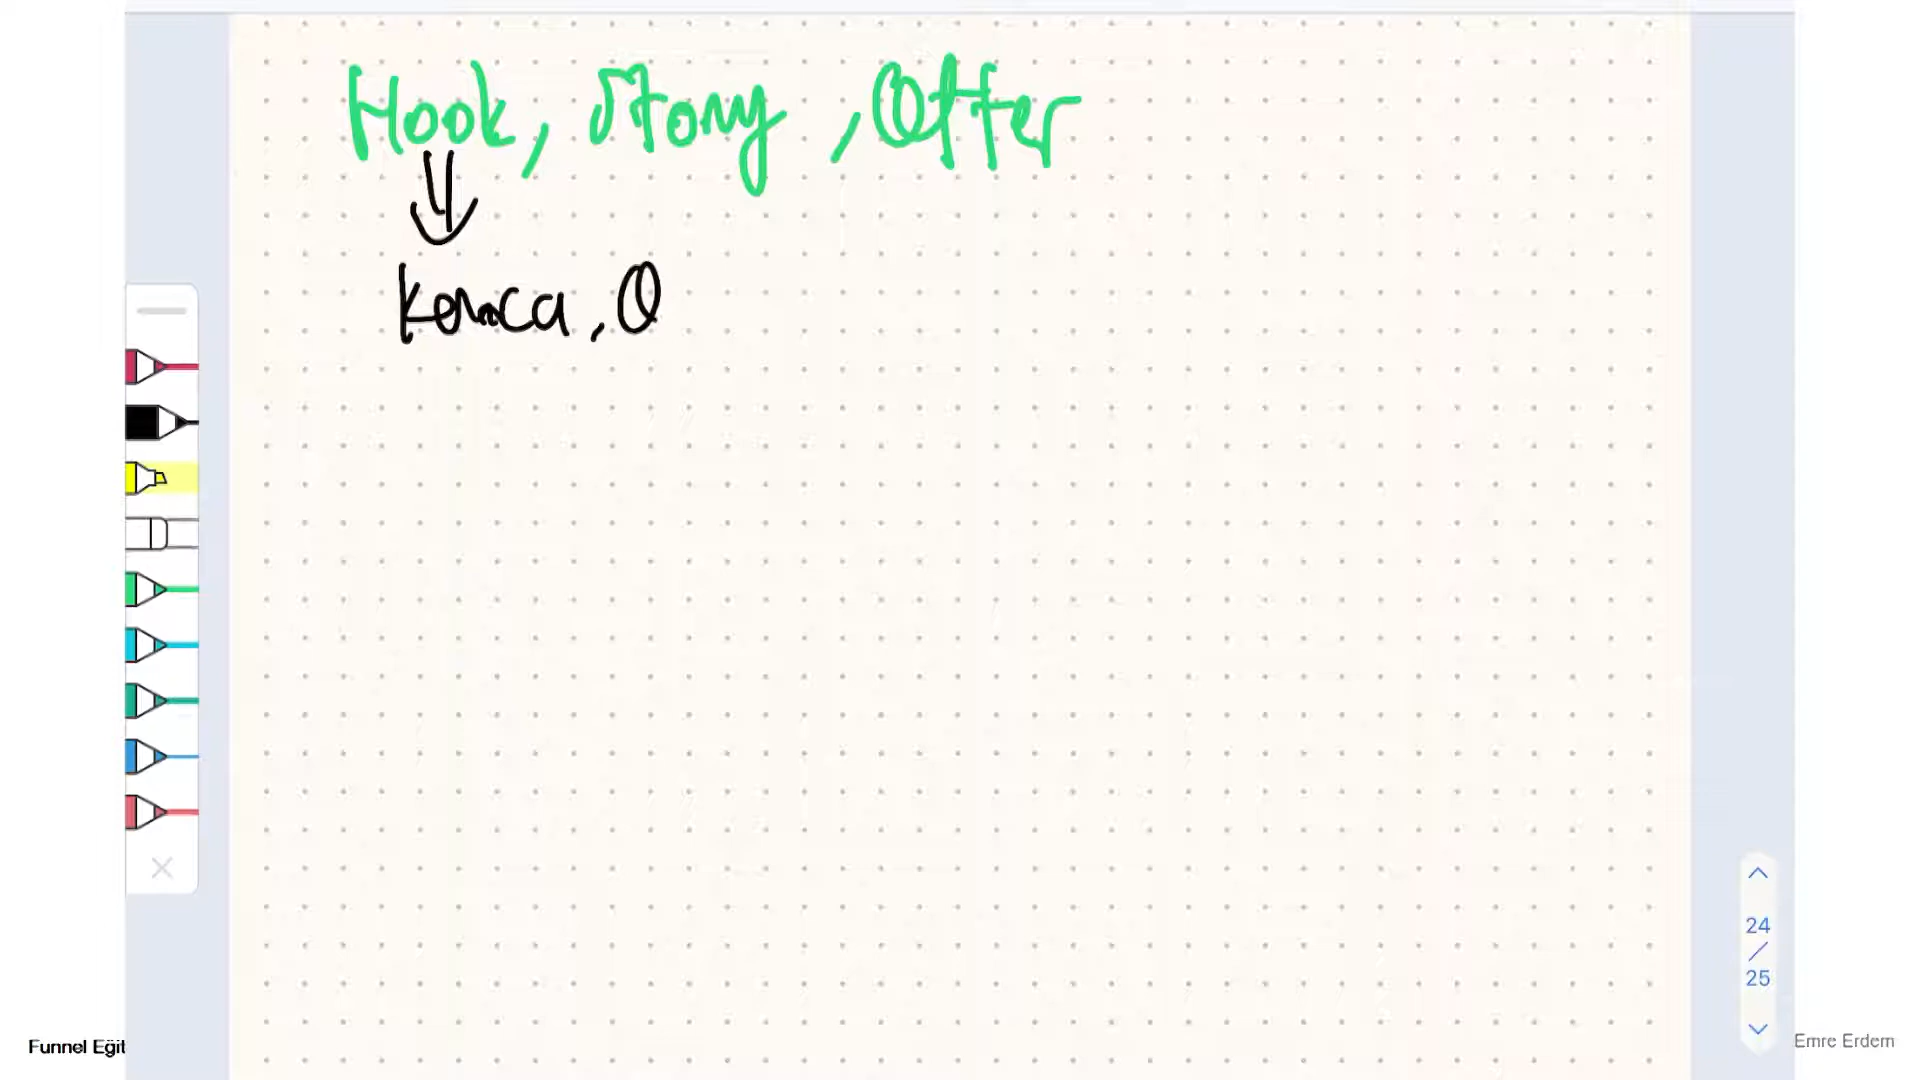 Hook, Story, Offer
Kanca, O
24
/
25
Funnel Eğit
Emre Erdem